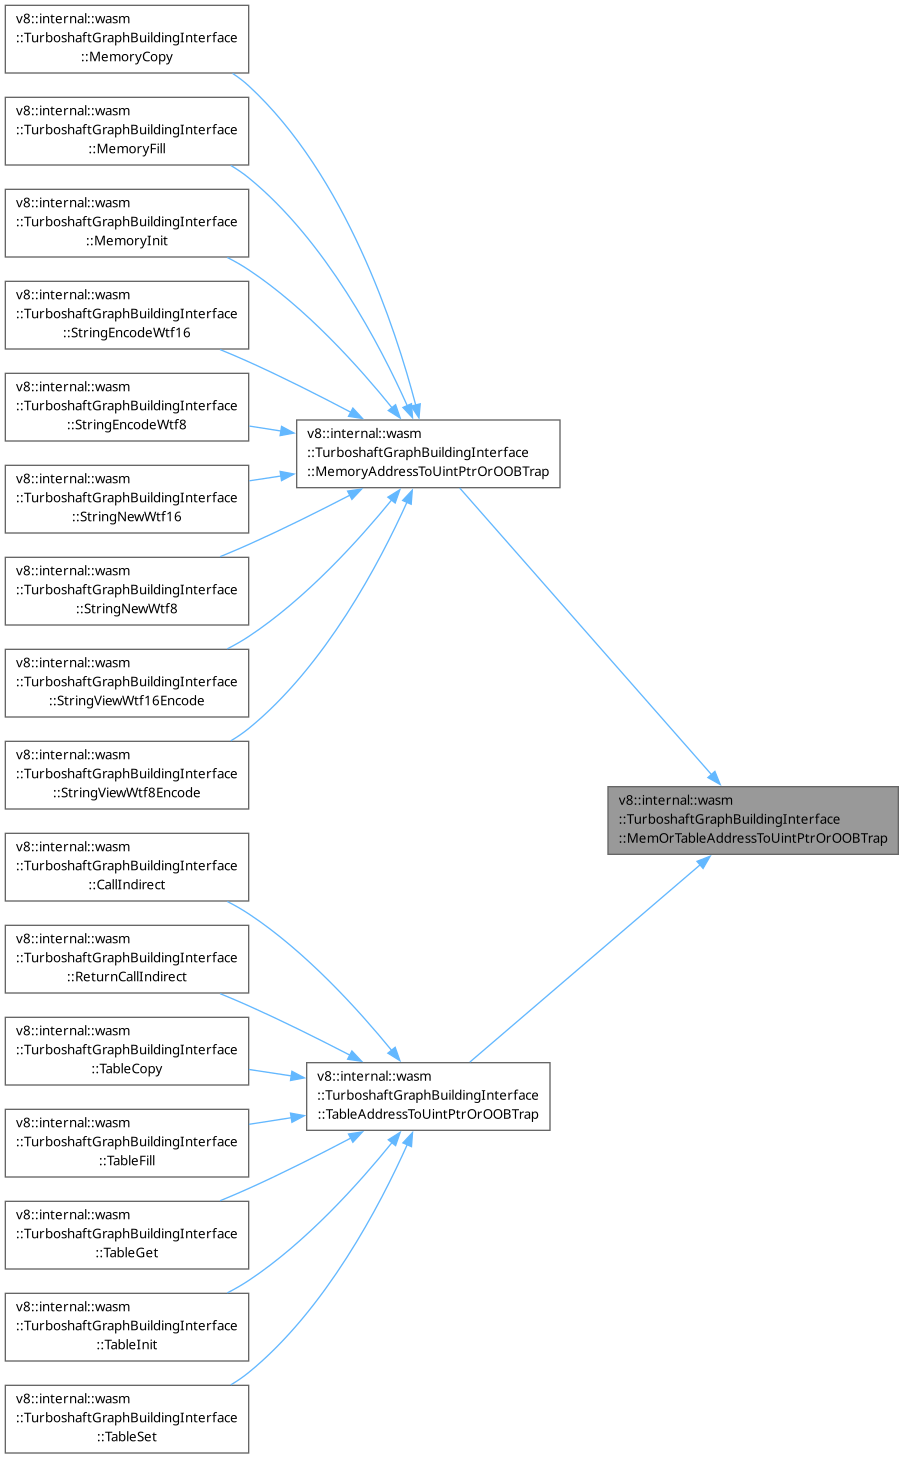 v8::internal::wasm
::TurboshaftGraphBuildingInterface
::MemoryCopy
v8::internal::wasm
::TurboshaftGraphBuildingInterface
::MemoryFill
v8::internal::wasm
::TurboshaftGraphBuildingInterface
::MemoryInit
v8::internal::wasm
::TurboshaftGraphBuildingInterface
::StringEncodeWtf16
v8::internal::wasm
::TurboshaftGraphBuildingInterface
::StringEncodeWtf8
v8::internal::wasm
::TurboshaftGraphBuildingInterface
::StringNewWtf16
v8::internal::wasm
::TurboshaftGraphBuildingInterface
::StringNewWtf8
v8::internal::wasm
::TurboshaftGraphBuildingInterface
::StringViewWtf16Encode
v8::internal::wasm
::TurboshaftGraphBuildingInterface
::StringViewWtf8Encode
v8::internal::wasm
::TurboshaftGraphBuildingInterface
::CallIndirect
v8::internal::wasm
::TurboshaftGraphBuildingInterface
::ReturnCallIndirect
v8::internal::wasm
::TurboshaftGraphBuildingInterface
::TableCopy
v8::internal::wasm
::TurboshaftGraphBuildingInterface
::TableFill
v8::internal::wasm
::TurboshaftGraphBuildingInterface
::TableGet
v8::internal::wasm
::TurboshaftGraphBuildingInterface
::TableInit
v8::internal::wasm
::TurboshaftGraphBuildingInterface
::TableSet
v8::internal::wasm
::TurboshaftGraphBuildingInterface
::MemoryAddressToUintPtrOrOOBTrap
v8::internal::wasm
::TurboshaftGraphBuildingInterface
::TableAddressToUintPtrOrOOBTrap
v8::internal::wasm
::TurboshaftGraphBuildingInterface
::MemOrTableAddressToUintPtrOrOOBTrap